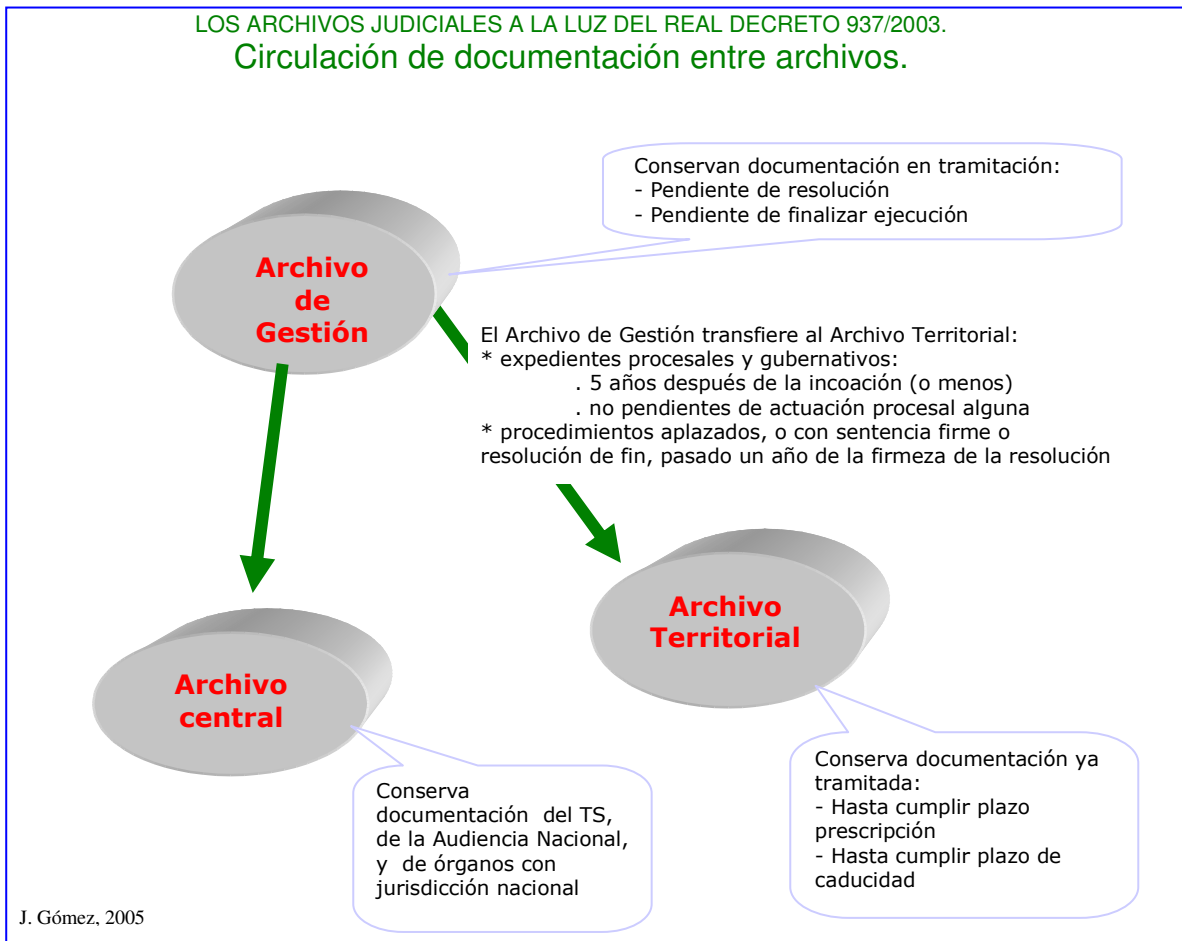 LOS ARCHIVOS JUDICIALES A LA LUZ DEL REAL DECRETO 937/2003.
Circulación de documentación entre archivos.
Conservan documentación en tramitación:
- Pendiente de resolución
- Pendiente de finalizar ejecución
Archivo
de
Gestión
El Archivo de Gestión transfiere al Archivo Territorial:
* expedientes procesales y gubernativos:
. 5 años después de la incoación (o menos)
. no pendientes de actuación procesal alguna
* procedimientos aplazados, o con sentencia firme o
resolución de fin, pasado un año de la firmeza de la resolución
Archivo
Territorial
Archivo
central
Conserva documentación ya
tramitada:
- Hasta cumplir plazo
prescripción
- Hasta cumplir plazo de
caducidad
Conserva
documentación del TS,
de la Audiencia Nacional,
y de órganos con
jurisdicción nacional
J. Gómez, 2005